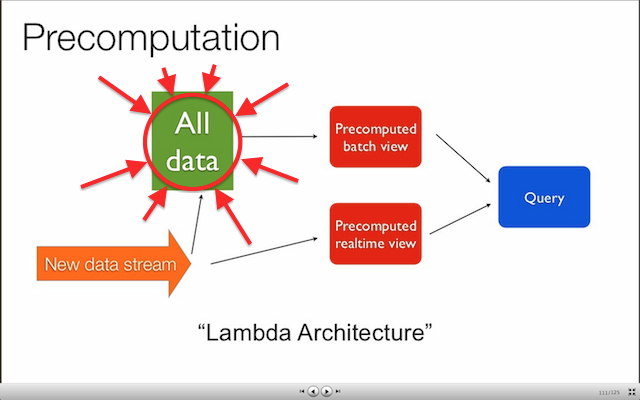 Precomputation
All
data
Precomputed
batch view
Query
Precomputed
realtime view
New data stream
“Lambda Architecture”
111/125